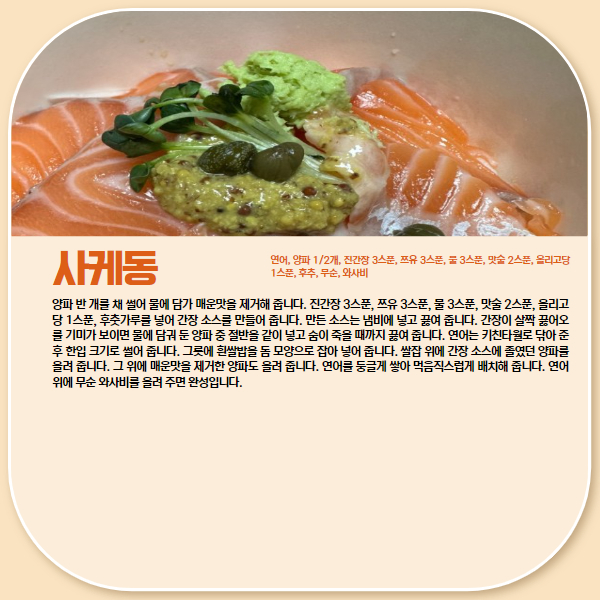 사케동
연어, 양파 1/2개, 진간장 3스푼, 쯔유 3스푼, 물 3스푼, 맛술 2스푼, 올리고당
1스푼, 후추, 무순, 와사비
양파 반 개를 채 썰어 물에 담가 매운맛을 제거해 줍니다. 진간장 3스푼, 쯔유 3스푼, 물 3스푼, 맛술 2스푼, 올리고
당 1스푼, 후춧가루를 넣어 간장 소스를 만들어 줍니다. 만든 소스는 냄비에 넣고 끓여 줍니다. 간장이 살짝 끓어오
를 기미가 보이면 물에 담궈 둔 양파 중 절반을 같이 넣고 숨이 죽을 때까지 끓여 줍니다. 연어는 키친타월로 닦아 준
후 한입 크기로 썰어 줍니다. 그릇에 흰쌀밥을 돔 모양으로 잡아 넣어 줍니다. 쌀잡 위에 간장 소스에 졸였던 양파를
올려 줍니다. 그 위에 매운맛을 제거한 양파도 올려 줍니다. 연어를 둥글게 쌓아 먹음직스럽게 배치해 줍니다. 연어
위에 무순 와사비를 올려 주면 완성입니다.